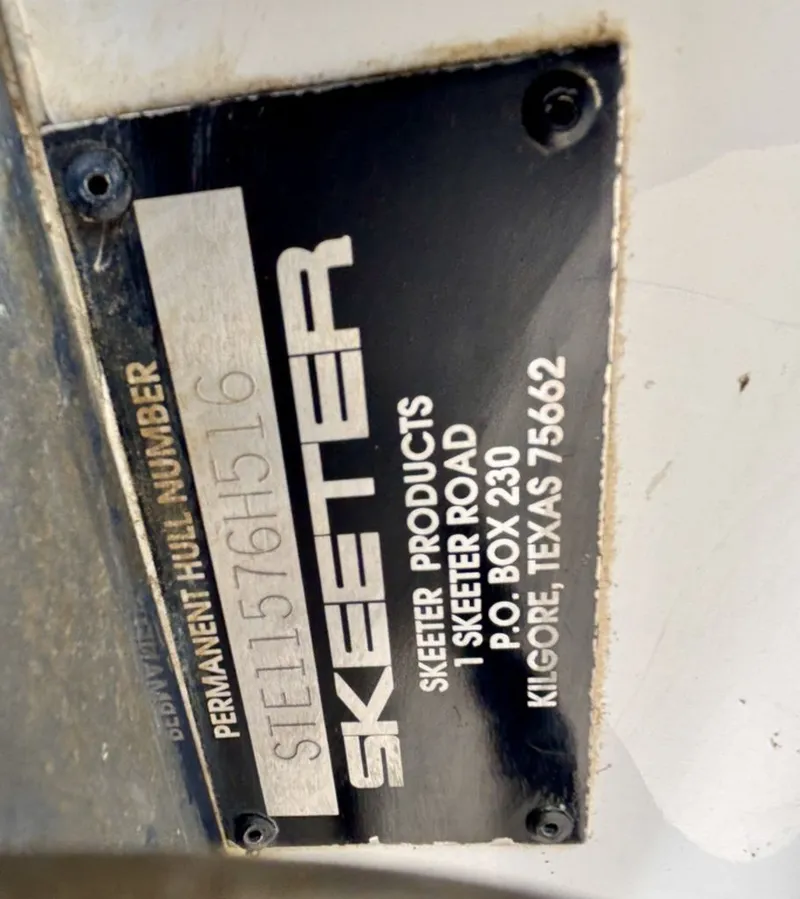 PERMANENT HULL NUMBER
STE11576H516
SKEETER
SKEETER PRODUCTS
1 SKEETER ROAD
P.O. BOX 230
KILGORE, TEXAS 75662